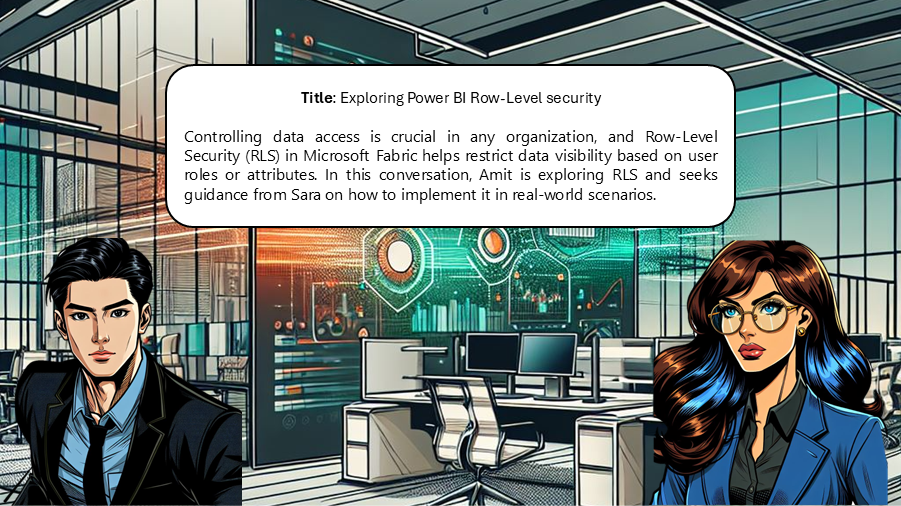 Title: Exploring Power BI Row-Level security
Controlling data access is crucial in any organization, and Row-Level
Security (RLS) in Microsoft Fabric helps restrict data visibility based on user
roles or attributes. In this conversation, Amit is exploring RLS and seeks
guidance from Sara on how to implement it in real-world scenarios.